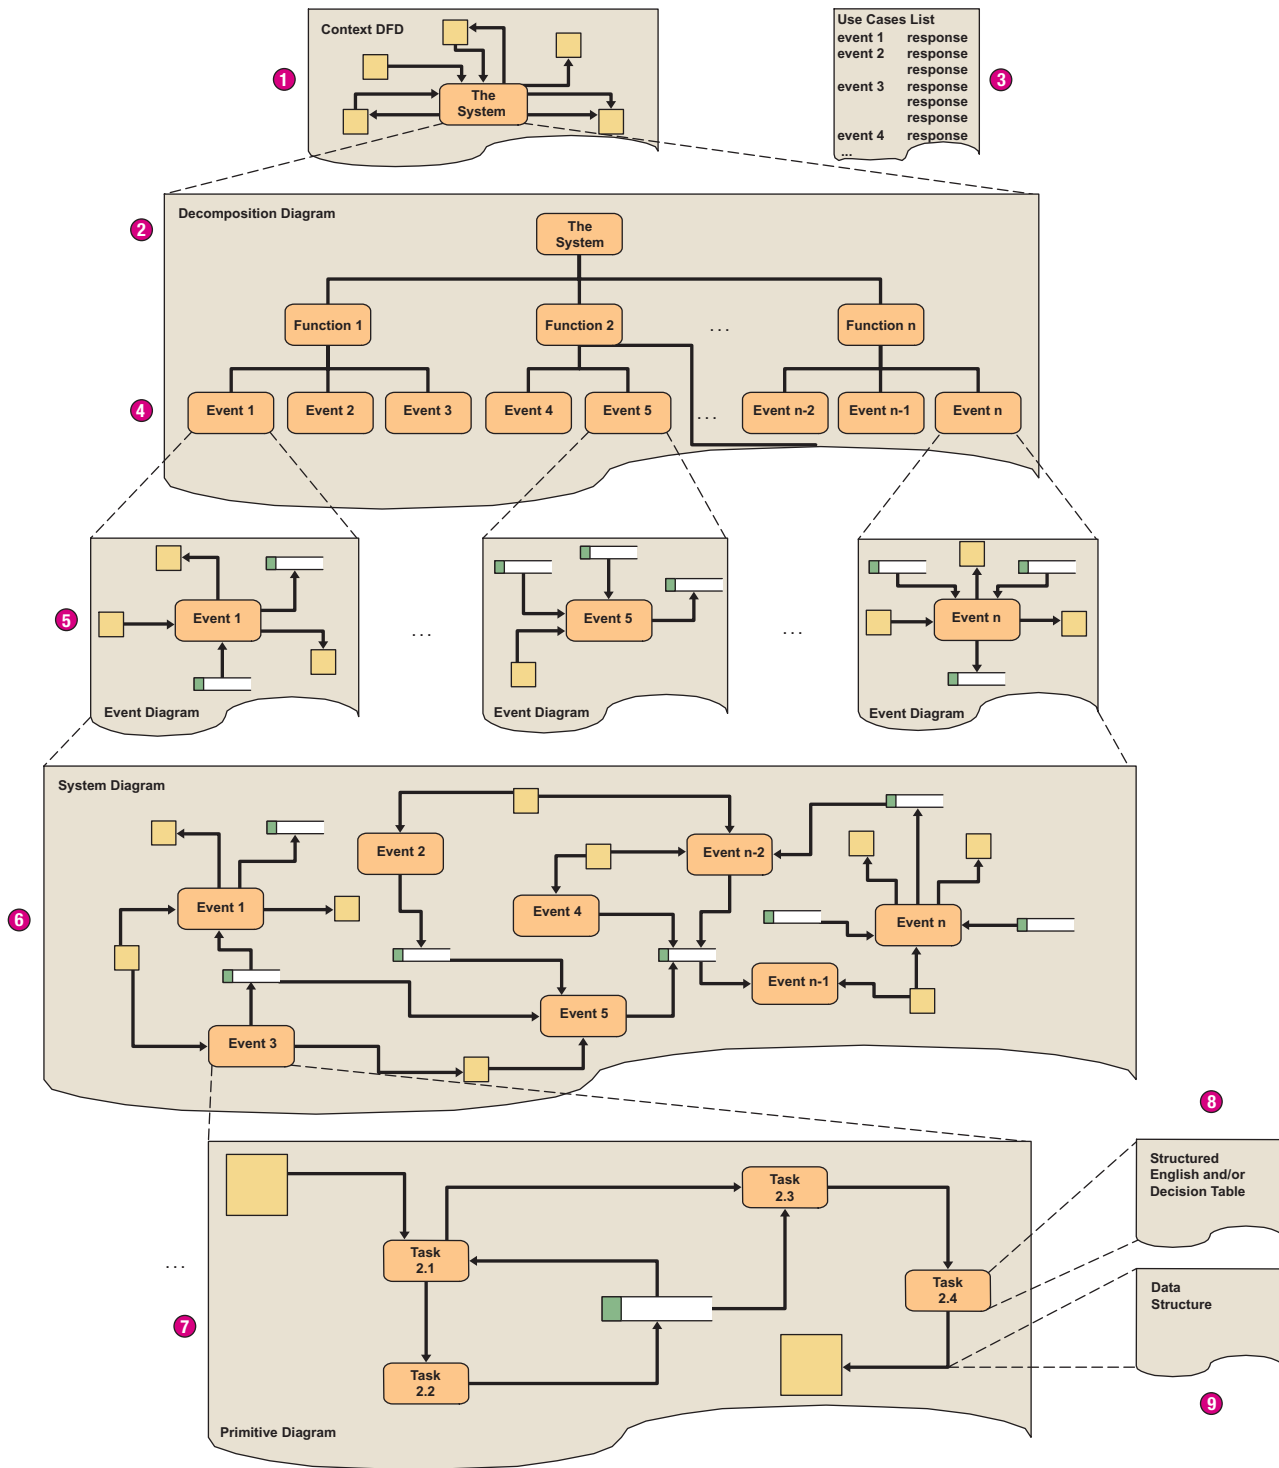 Context DFD
1
The
System
Use Cases List
event 1 response
event 2 response
response
event 3 response
response
response
event 4 response
...
3
2
Decomposition Diagram
The
System
Function 1
Function 2
...
Function n
4
Event 1
Event 2
Event 3
Event 4
Event 5
...
Event n-2
Event n-1
Event n
5
Event 1
Event Diagram
...
Event 5
Event Diagram
...
Event n
Event Diagram
System Diagram
6
Event 1
Event 2
Event 3
Event 4
Event 5
Event n-2
Event n-1
Event n
...
7
Task
2.1
Task
2.2
Task
2.3
Task
2.4
Primitive Diagram
8
Structured
English and/or
Decision Table
Data
Structure
9